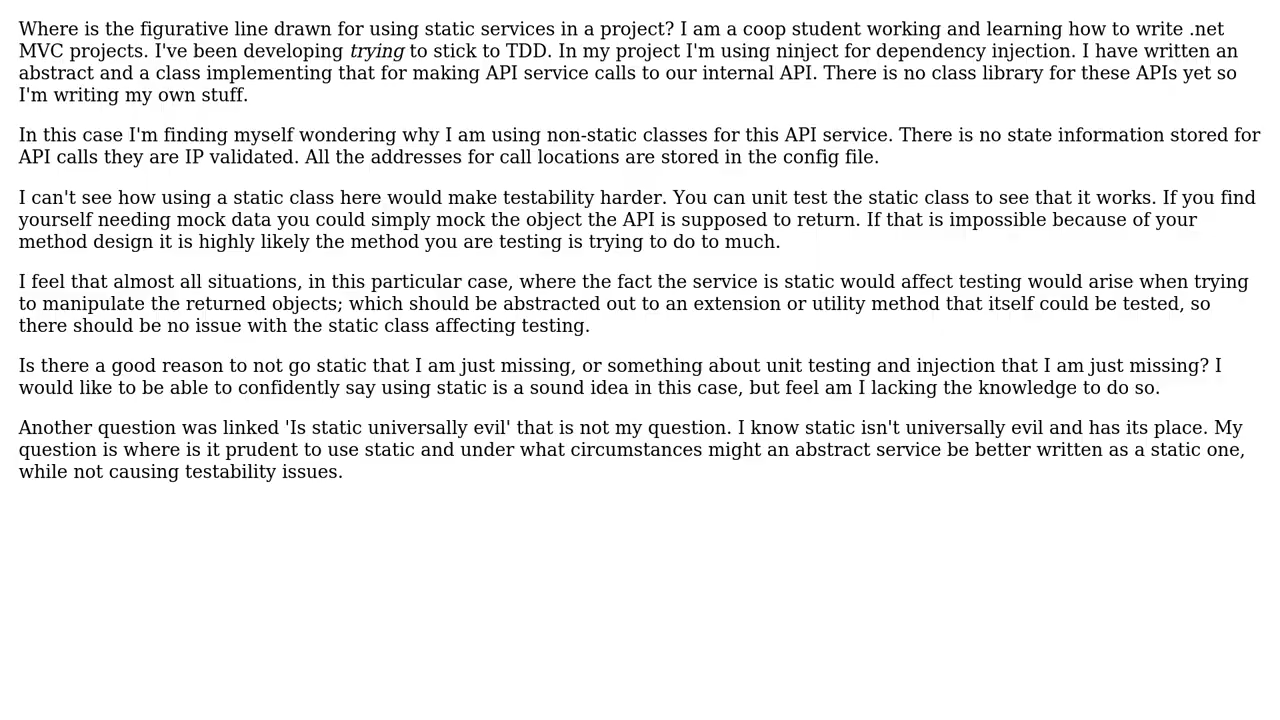 Where is the figurative line drawn for using static services in a project? I am a coop student working and learning how to write .net
MVC projects. I've been developing trying to stick to TDD. In my project I'm using ninject for dependency injection. I have written an
abstract and a class implementing that for making API service calls to our internal API. There is no class library for these APIs yet so
I'm writing my own stuff.
In this case I'm finding myself wondering why I am using non-static classes for this API service. There is no state information stored for
API calls they are IP validated. All the addresses for call locations are stored in the config file.
I can't see how using a static class here would make testability harder. You can unit test the static class to see that it works. If you find
yourself needing mock data you could simply mock the object the API is supposed to return. If that is impossible because of your
method design it is highly likely the method you are testing is trying to do to much.
I feel that almost all situations, in this particular case, where the fact the service is static would affect testing would arise when trying
to manipulate the returned objects; which should be abstracted out to an extension or utility method that itself could be tested, so
there should be no issue with the static class affecting testing.
Is there a good reason to not go static that I am just missing, or something about unit testing and injection that I am just missing? I
would like to be able to confidently say using static is a sound idea in this case, but feel am I lacking the knowledge to do so.
Another question was linked 'Is static universally evil' that is not my question. I know static isn't universally evil and has its place. My
question is where is it prudent to use static and under what circumstances might an abstract service be better written as a static one,
while not causing testability issues.